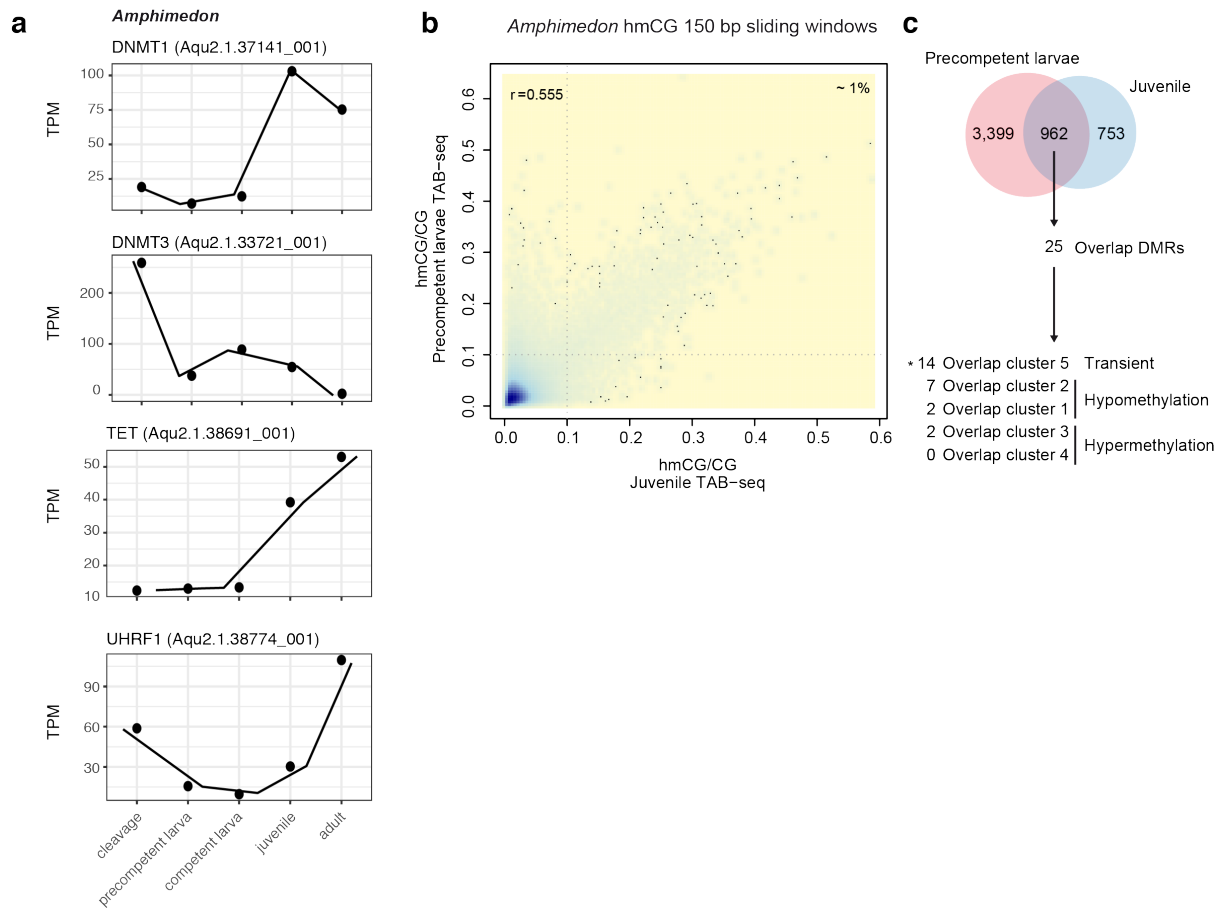 a
Amphimedon
DNMT1 (Aqu2.1.37141_001)
TPM
100
75
50
25
DNMT3 (Aqu2.1.33721_001)
TPM
200
100
0
TET (Aqu2.1.38691_001)
TPM
50
40
30
20
10
UHRF1 (Aqu2.1.38774_001)
TPM
90
60
30
cleavage
precompetent larva
competent larva
juvenile
adult
b
Amphimedon hmCG 150 bp sliding windows
r=0.555
~ 1%
hmCG/CG
Precompetent larvae TAB−seq
0.6
0.5
0.4
0.3
0.2
0.1
0.0
0.0 0.1 0.2 0.3 0.4 0.5 0.6
hmCG/CG
Juvenile TAB−seq
c
Precompetent larvae
Juvenile
3,399 962 753
25 Overlap DMRs
* 14 Overlap cluster 5 Transient
7 Overlap cluster 2
2 Overlap cluster 1
Hypomethylation
2 Overlap cluster 3
0 Overlap cluster 4
Hypermethylation